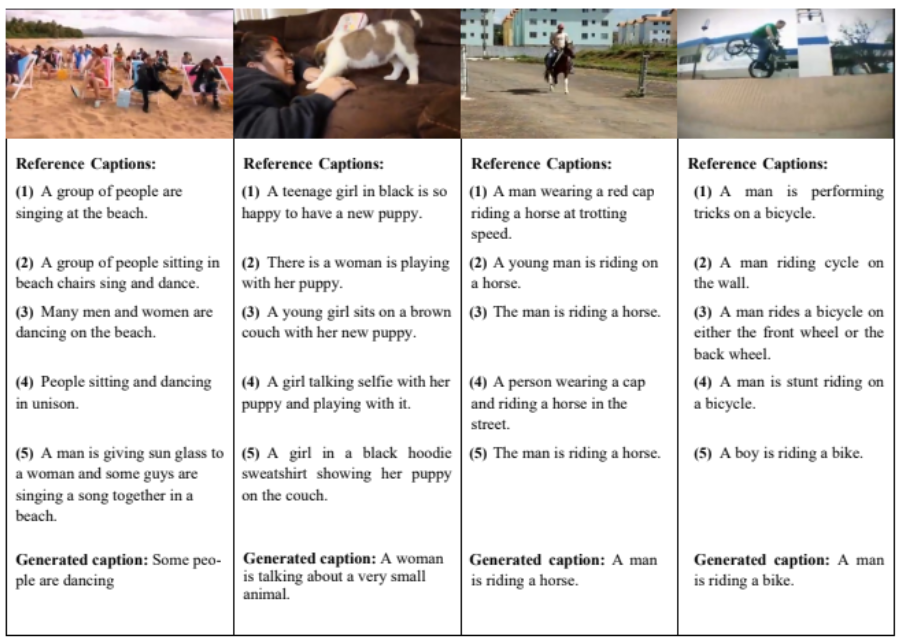 Reference Captions:
(1) A group of people are
singing at the beach.
(2) A group of people sitting in
beach chairs sing and dance.
(3) Many men and women are
dancing on the beach.
(4) People sitting and dancing
in unison.
(5) A man is giving sun glass to
a woman and some guys are
singing a song together in a
beach.
Generated caption: Some peo-
ple are dancing
Reference Captions:
(1) A teenage girl in black is so
happy to have a new puppy.
(2) There is a woman is playing
with her puppy.
(3) A young girl sits on a brown
couch with her new puppy.
(4) A girl talking selfie with her
puppy and playing with it.
(5) A girl in a black hoodie
sweatshirt showing her puppy
on the couch.
Generated caption: A woman
is talking about a very small
animal.
Reference Captions:
(1) A man wearing a red cap
riding a horse at trotting
speed.
(2) A young man is riding on
a horse.
(3) The man is riding a horse.
(4) A person wearing a cap
and riding a horse in the
street.
(5) The man is riding a horse.
Generated caption: A man
is riding a horse.
Reference Captions:
(1) A man is performing
tricks on a bicycle.
(2) A man riding cycle on
the wall.
(3) A man rides a bicycle on
either the front wheel or the
back wheel.
(4) A man is stunt riding on
a bicycle.
(5) A boy is riding a bike.
Generated caption: A man
is riding a bike.